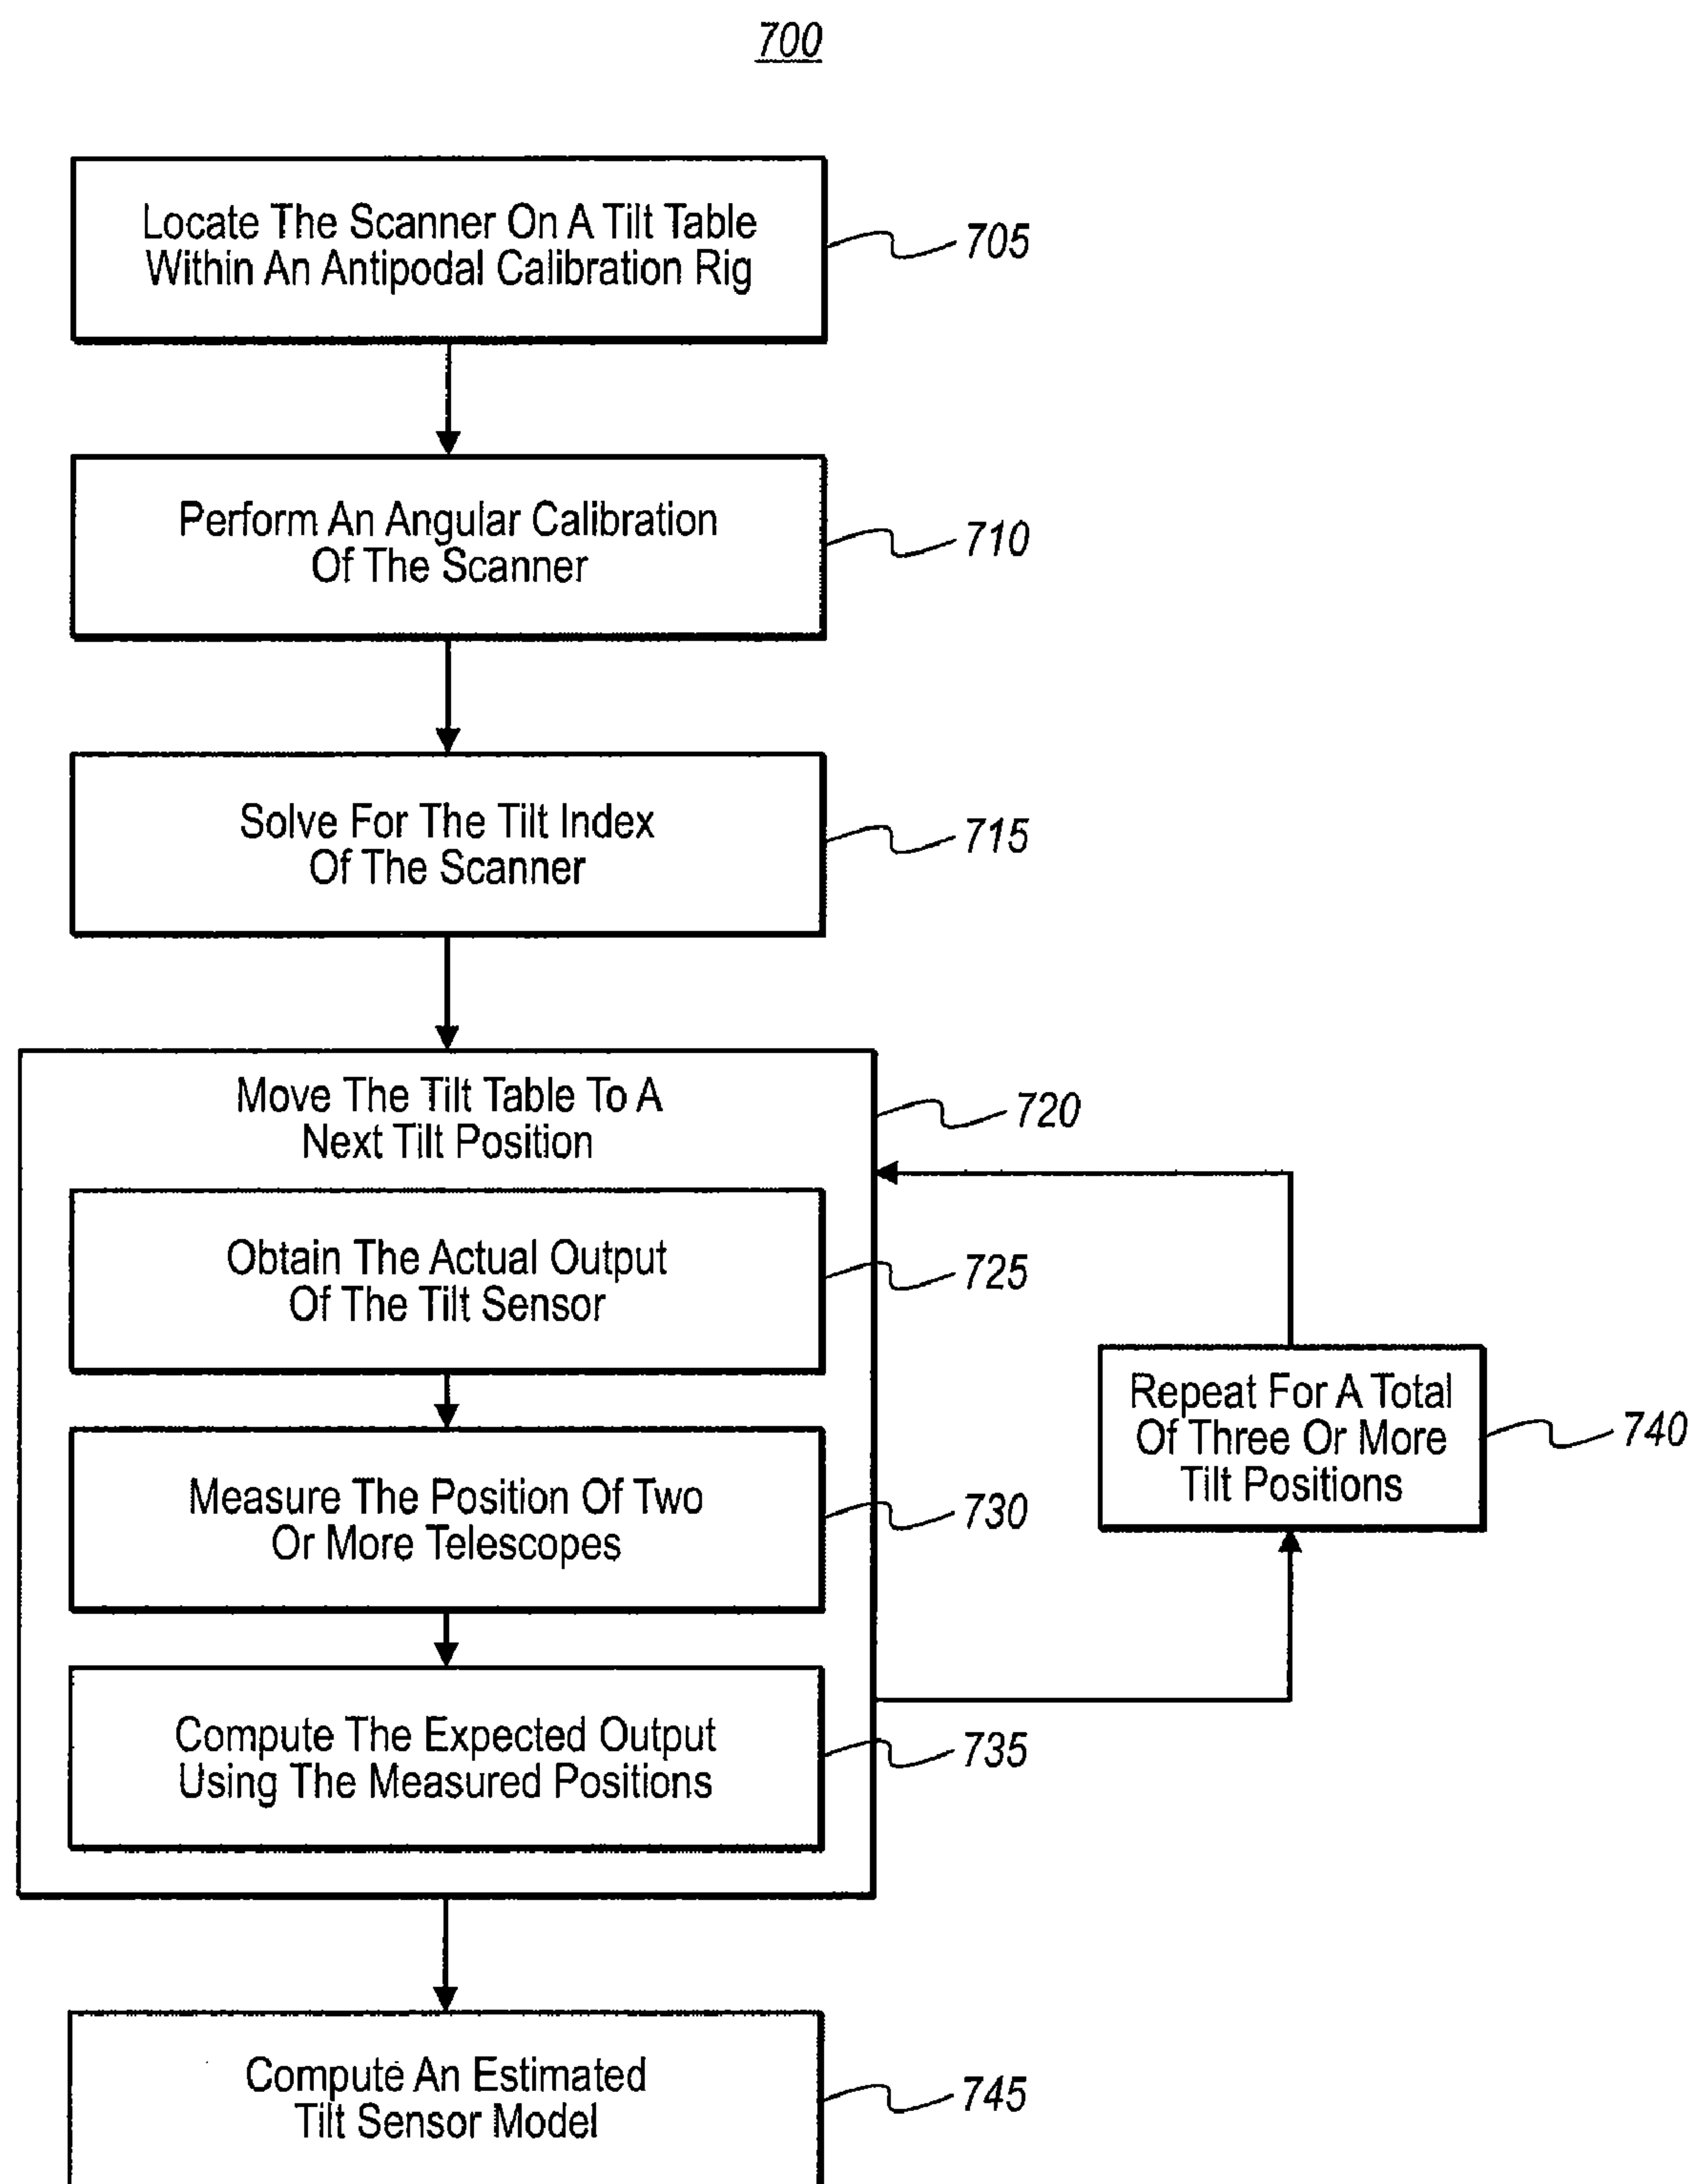 700
Locate The Scanner On A Tilt Table
Within An Antipodal Calibration Rig
705
Perform An Angular Calibration
Of The Scanner
710
Solve For The Tilt Index
Of The Scanner
715
Move The Tilt Table To A
Next Tilt Position
720
Obtain The Actual Output
Of The Tilt Sensor
725
Measure The Position Of Two
Or More Telescopes
730
Compute The Expected Output
Using The Measured Positions
735
Repeat For A Total
Of Three Or More
Tilt Positions
740
Compute An Estimated
Tilt Sensor Model
745